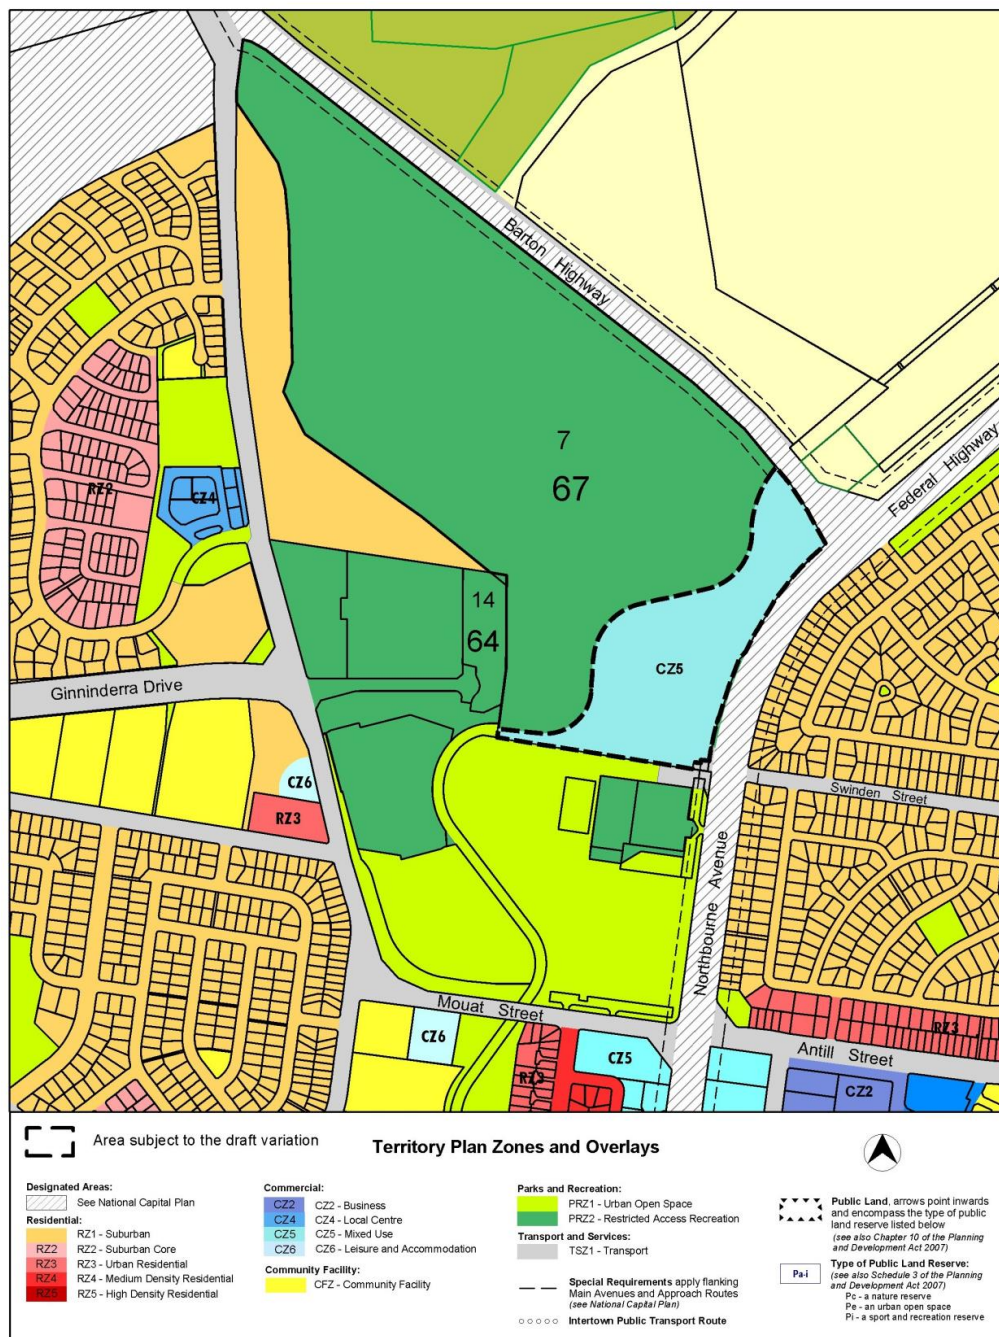 Barton Highway
Federal Highway
7
67
RZ2
CZ4
14
64
CZ5
Ginninderra Drive
CZ6
RZ3
Swinden Street
Northbourne Avenue
Mouat Street
CZ6
RZ3
CZ5
RZ3
Antill Street
CZ2
Area subject to the draft variation
Territory Plan Zones and Overlays
Designated Areas:
See National Capital Plan
Residential:
RZ1 - Suburban
RZ2 RZ2 - Suburban Core
RZ3 RZ3 - Urban Residential
RZ4 RZ4 - Medium Density Residential
RZ5 RZ5 - High Density Residential
Commercial:
CZ2 CZ2 - Business
CZ4 CZ4 - Local Centre
CZ5 CZ5 - Mixed Use
CZ6 CZ6 - Leisure and Accommodation
Community Facility:
CFZ - Community Facility
Parks and Recreation:
PRZ1 - Urban Open Space
PRZ2 - Restricted Access Recreation
Transport and Services:
TSZ1 - Transport
Special Requirements apply flanking
Main Avenues and Approach Routes
(see National Capital Plan)
Intertown Public Transport Route
Public Land, arrows point inwards
and encompass the type of public
land reserve listed below
(see also Chapter 10 of the Planning
and Development Act 2007)
Type of Public Land Reserve:
Pa-i
(see also Schedule 3 of the Planning
and Development Act 2007)
Pc - a nature reserve
Pe - an urban open space
Pi - a sport and recreation reserve